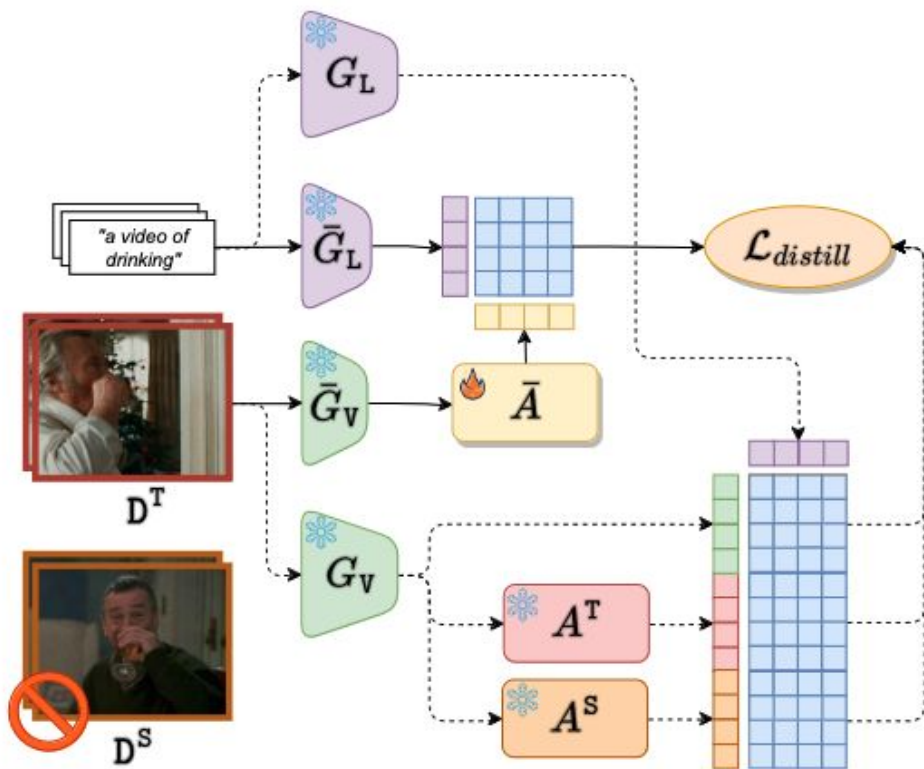 G_L
"a video of
drinking"
Ḡ_L
ℒ_distill
Ḡ_V
Ā
D^T
G_V
A^T
A^S
D^S